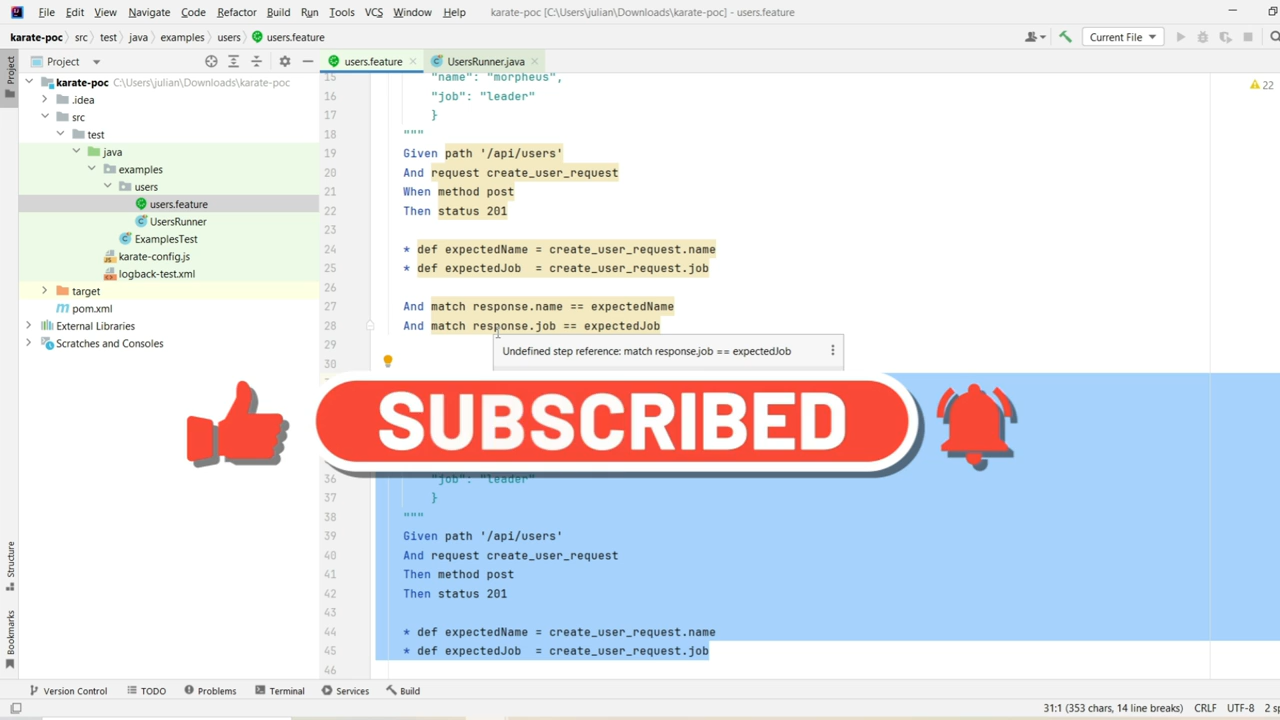 File Edit View Navigate Code Refactor Build Run Tools VCS Window Help karate-poc [C:\Users\julian\Downloads\karate-poc] - users.feature
karate-poc src test java examples users users.feature
Current File
Project
Project
users.feature
UsersRunner.java
karate-poc C:\Users\julian\Downloads\karate-poc
.idea
src
test
java
examples
users
users.feature
UsersRunner
ExamplesTest
karate-config.js
logback-test.xml
target
pom.xml
External Libraries
Scratches and Consoles
22
15 "name": "morpheus",
16 "job": "leader"
17 }
18 """
19 Given path '/api/users'
20 And request create_user_request
21 When method post
22 Then status 201
23
24 * def expectedName = create_user_request.name
25 * def expectedJob = create_user_request.job
26
27 And match response.name == expectedName
28 And match response.job == expectedJob
29
Undefined step reference: match response.job == expectedJob
30
SUBSCRIBED
36 "job": "leader"
37 }
38 """
39 Given path '/api/users'
40 And request create_user_request
41 Then method post
42 Then status 201
43
44 * def expectedName = create_user_request.name
45 * def expectedJob = create_user_request.job
46
Structure
Bookmarks
Version Control TODO Problems Terminal Services Build
31:1 (353 chars, 14 line breaks) CRLF UTF-8 2 sp